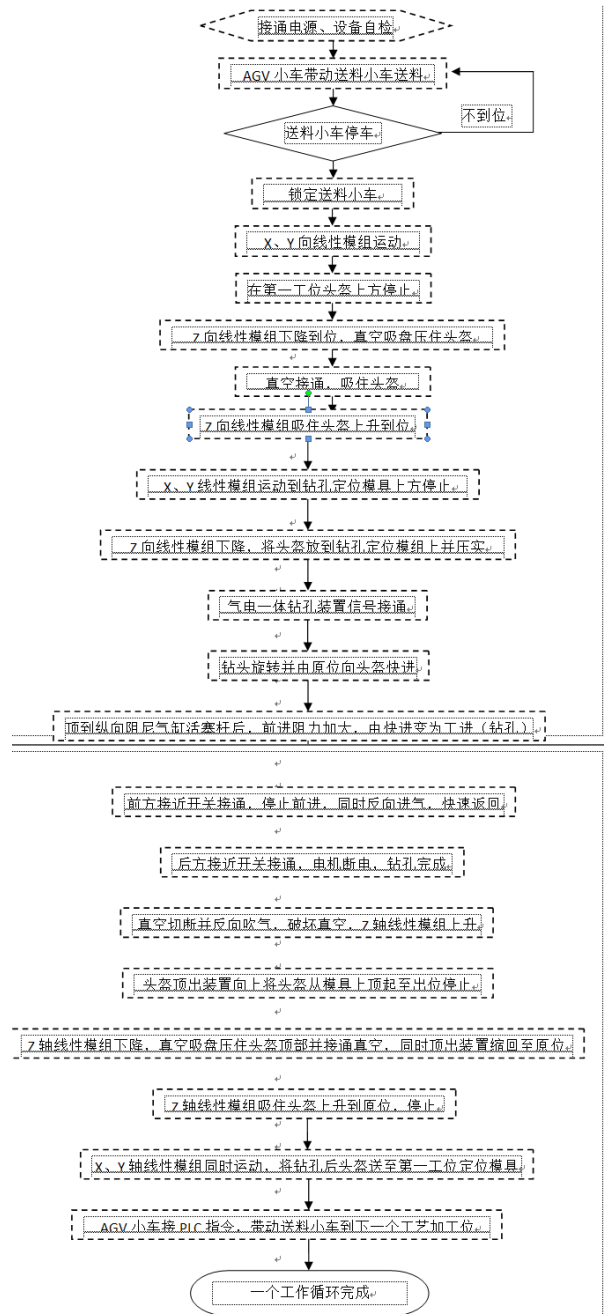 接通电源、设备自检
AGV 小车带动送料小车送料
不到位
送料小车停车
锁定送料小车
X、Y 向线性模组运动
在第一工位头盔上方停止
Z 向线性模组下降到位，真空吸盘压住头盔
真空接通，吸住头盔
Z 向线性模组吸住头盔上升到位
X、Y 线性模组运动到钻孔定位模具上方停止
Z 向线性模组下降，将头盔放到钻孔定位模组上并压实
气电一体钻孔装置信号接通
钻头旋转并由原位向头盔快进
顶到纵向阻尼气缸活塞杆后，前进阻力加大，由快进变为工进（钻孔）
前方接近开关接通，停止前进，同时反向进气，快速返回
后方接近开关接通，电机断电，钻孔完成
真空切断并反向吹气，破坏真空，Z 轴线性模组上升
头盔顶出装置向上将头盔从模具上顶起至出位停止
Z 轴线性模组下降，真空吸盘压住头盔顶部并接通真空，同时顶出装置缩回至原位
Z 轴线性模组吸住头盔上升到原位，停止
X、Y 轴线性模组同时运动，将钻孔后头盔送至第一工位定位模具
AGV 小车接 PLC 指令，带动送料小车到下一个工艺加工位
一个工作循环完成